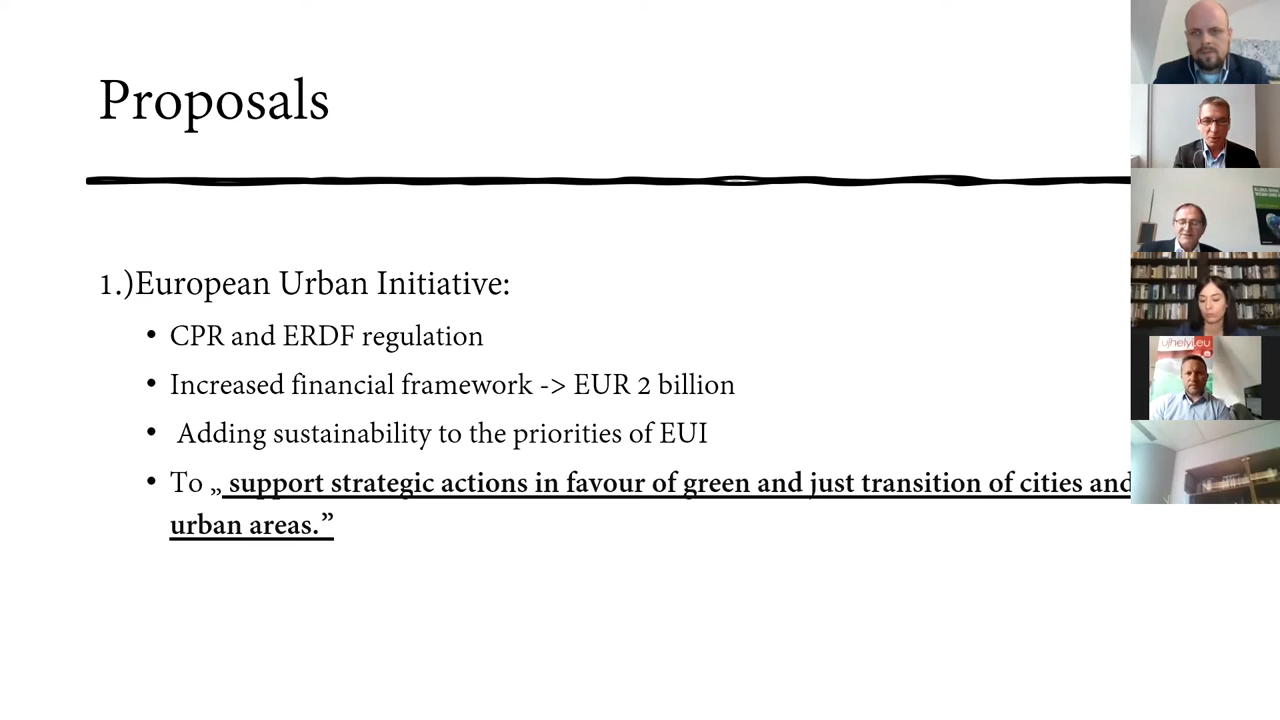 Proposals
1.)European Urban Initiative:
• CPR and ERDF regulation
• Increased financial framework -> EUR 2 billion
• Adding sustainability to the priorities of EUI
• To „ support strategic actions in favour of green and just transition of cities and
urban areas.”
ujhelyi.eu